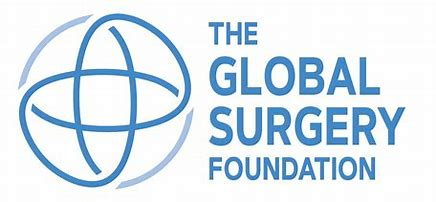 THE
GLOBAL
SURGERY
FOUNDATION